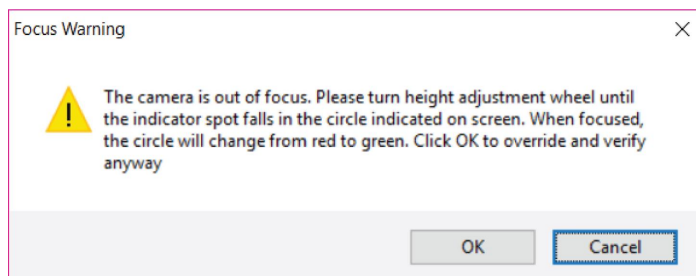 Focus Warning
The camera is out of focus. Please turn height adjustment wheel until
the indicator spot falls in the circle indicated on screen. When focused,
the circle will change from red to green. Click OK to override and verify
anyway
OK
Cancel